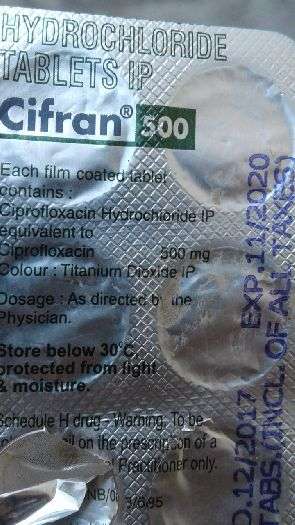 HYDROCHLORIDE
TABLETS IP
Cifran® 500
Each film coated tablet
contains :
Ciprofloxacin Hydrochloride IP
equivalent to
Ciprofloxacin 500 mg
Colour : Titanium Dioxide IP
Dosage : As directed by the
Physician.
Store below 30°C
protected from light
& moisture.
Schedule H drug - Warning, To be
on the prescription of a
Practitioner only.
D.12/2017 EXP.11/2020
TABS.(INCL. OF ALL TAXES)